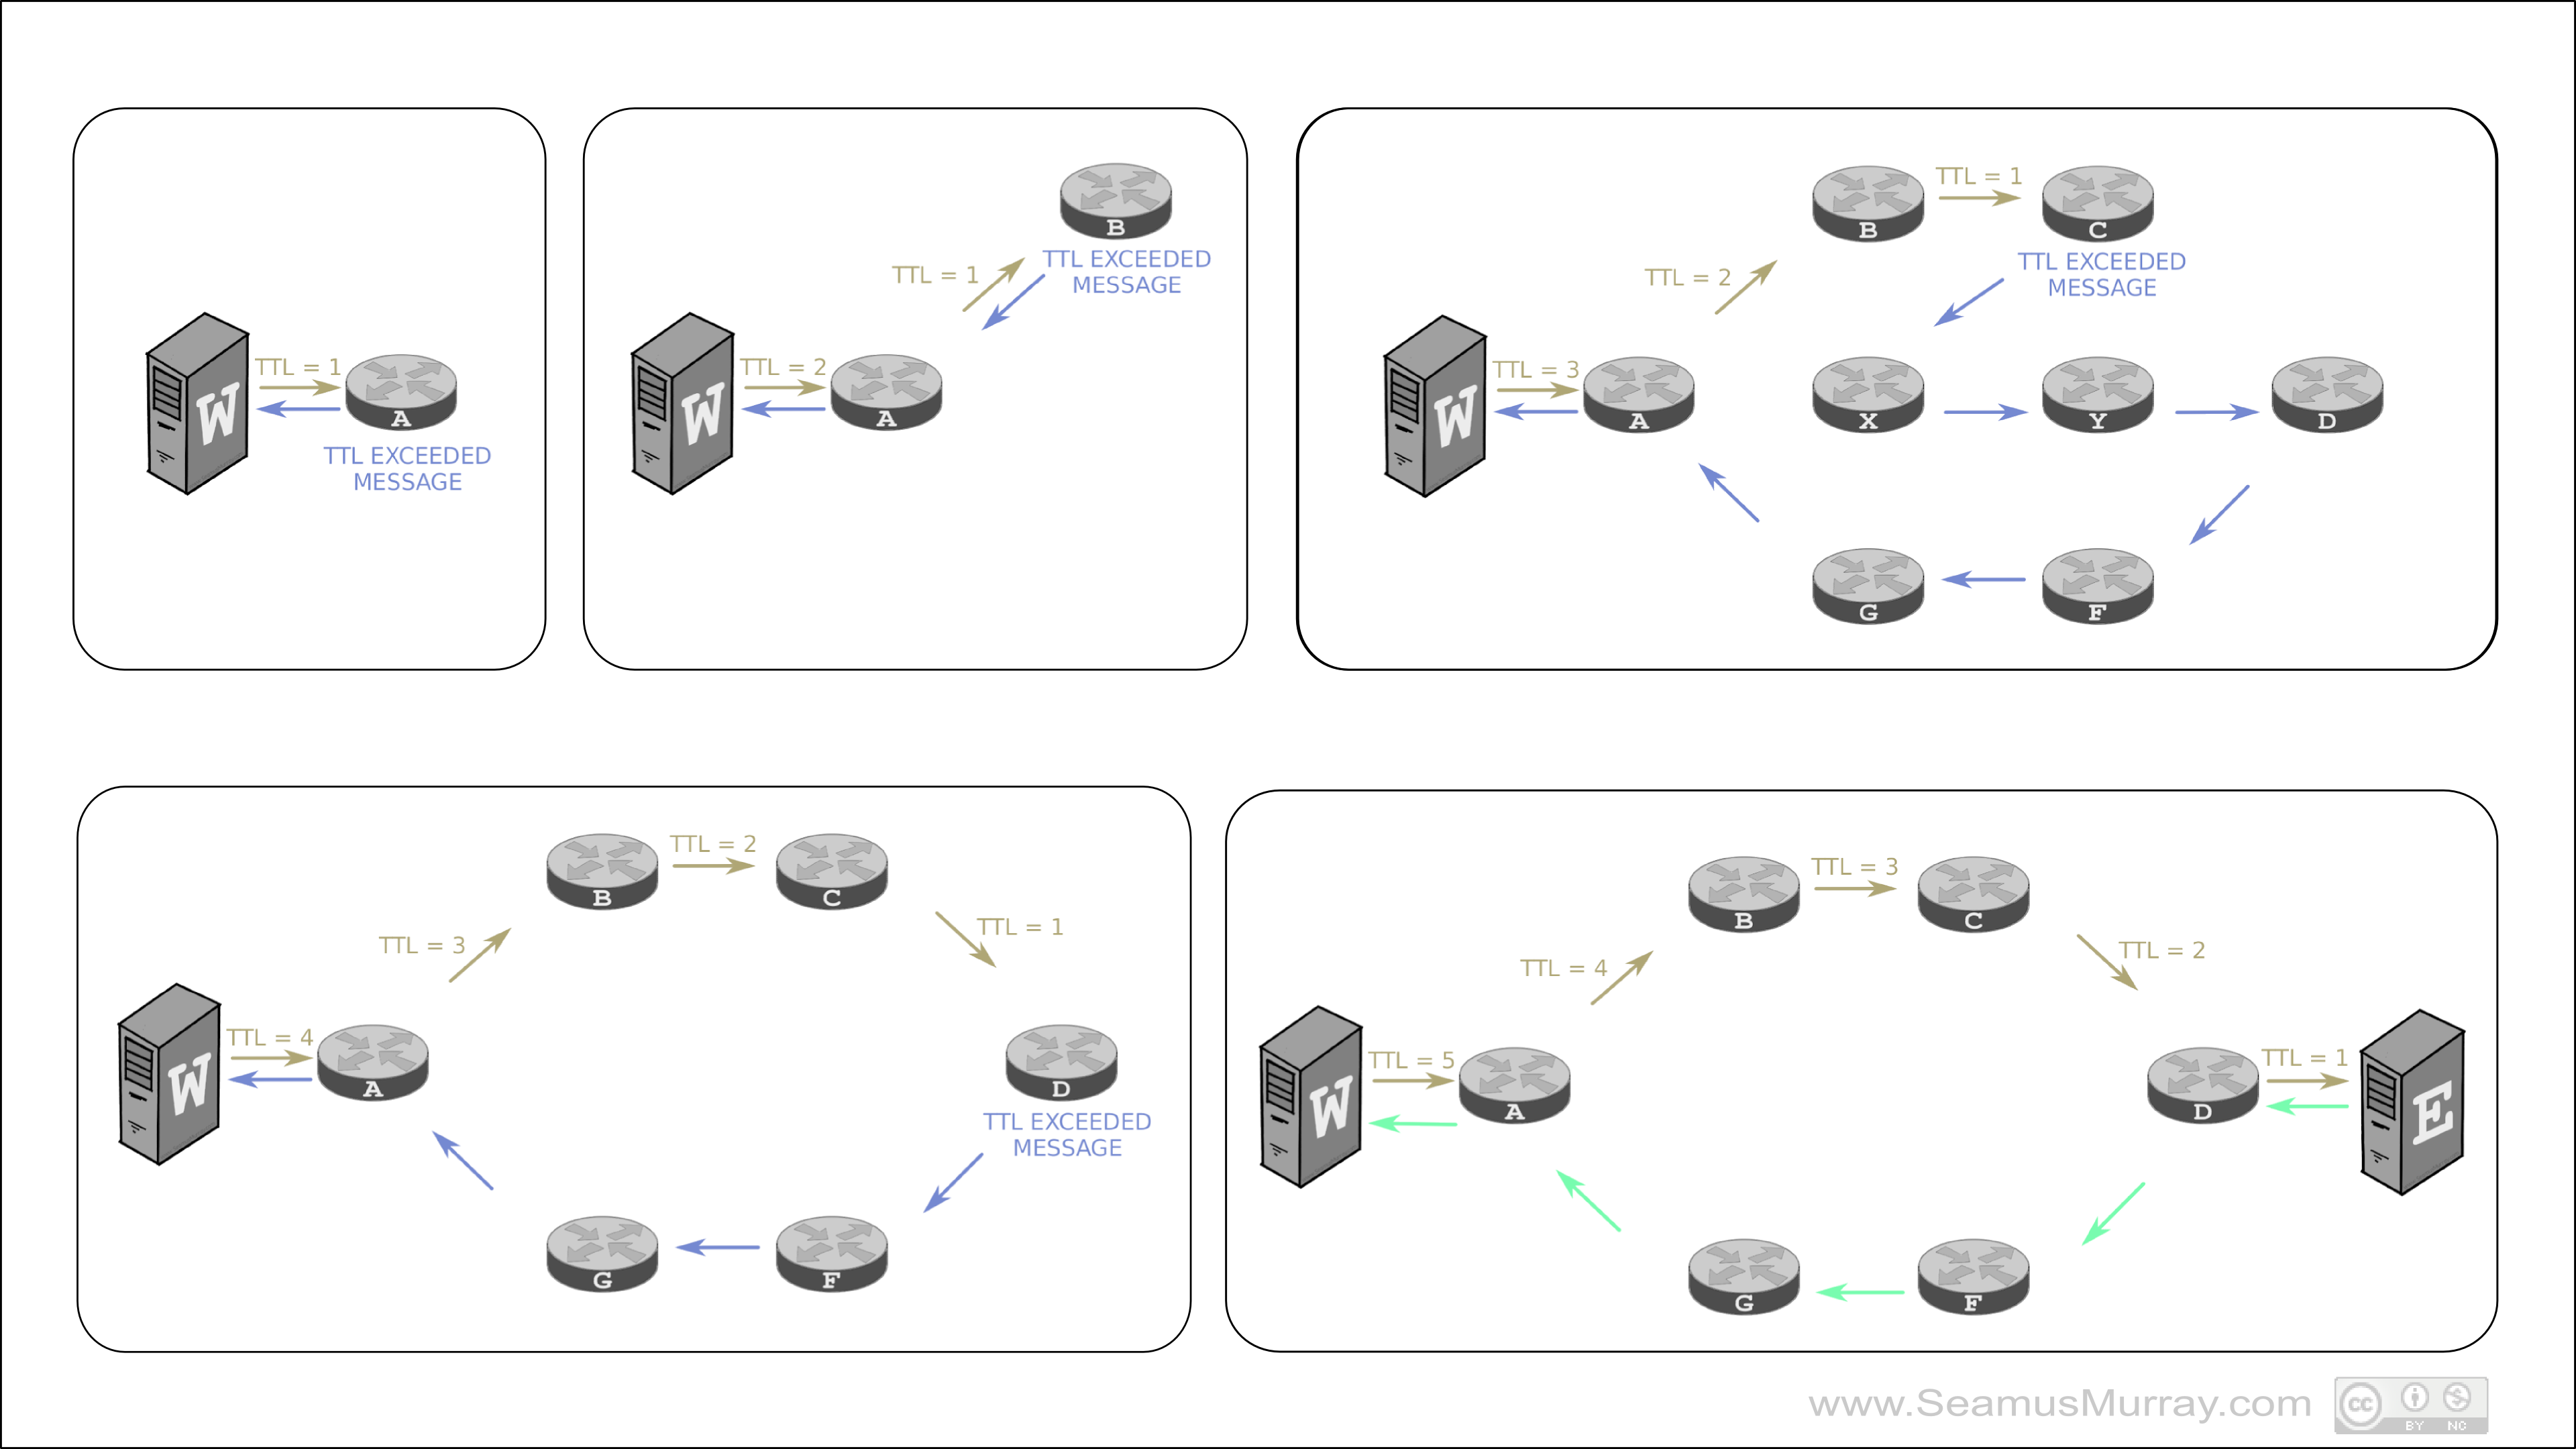 W
TTL = 1
A
TTL EXCEEDED
MESSAGE
W
TTL = 2
A
TTL = 1
B
TTL EXCEEDED
MESSAGE
W
TTL = 3
A
TTL = 2
B
TTL = 1
C
TTL EXCEEDED
MESSAGE
X
Y
D
G
F
W
TTL = 4
A
TTL = 3
B
TTL = 2
C
TTL = 1
D
TTL EXCEEDED
MESSAGE
G
F
W
TTL = 5
A
TTL = 4
B
TTL = 3
C
TTL = 2
D
TTL = 1
E
G
F
www.SeamusMurray.com
cc
BY NC